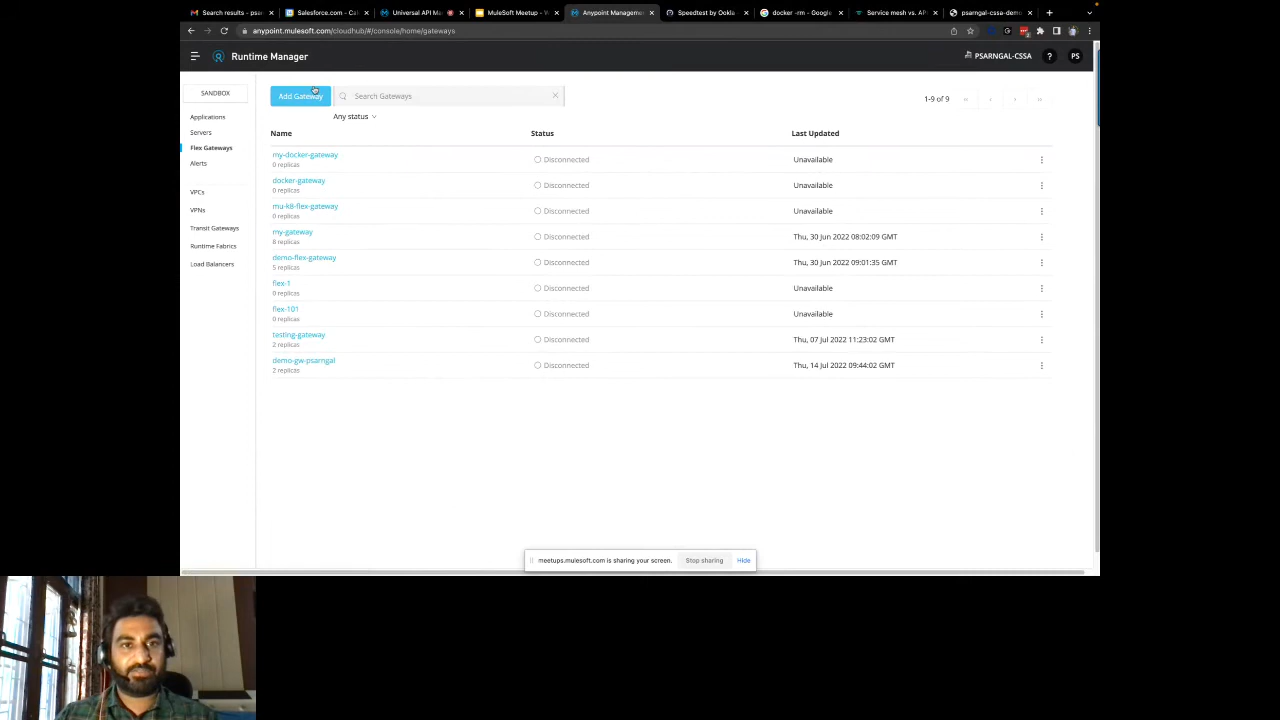 Search results - psar
Salesforce.com - Cal
Universal API M
MuleSoft Meetup - V
Anypoint Managemen
Speedtest by Ookla
docker -rm - Google
Service mesh vs. AP
psarngal-cssa-demo
anypoint.mulesoft.com/cloudhub/#/console/home/gateways
Runtime Manager
PSARNGAL-CSSA
?
PS
SANDBOX
Applications
Servers
Flex Gateways
Alerts
VPCs
VPNs
Transit Gateways
Runtime Fabrics
Load Balancers
Add Gateway
Search Gateways
1-9 of 9
Any status
Name Status Last Updated
my-docker-gateway
0 replicas
Disconnected
Unavailable
docker-gateway
0 replicas
Disconnected
Unavailable
mu-k8-flex-gateway
0 replicas
Disconnected
Unavailable
my-gateway
8 replicas
Disconnected
Thu, 30 Jun 2022 08:02:09 GMT
demo-flex-gateway
5 replicas
Disconnected
Thu, 30 Jun 2022 09:01:35 GMT
flex-1
0 replicas
Disconnected
Unavailable
flex-101
0 replicas
Disconnected
Unavailable
testing-gateway
2 replicas
Disconnected
Thu, 07 Jul 2022 11:23:02 GMT
demo-gw-psarngal
2 replicas
Disconnected
Thu, 14 Jul 2022 09:44:02 GMT
meetups.mulesoft.com is sharing your screen.
Stop sharing
Hide